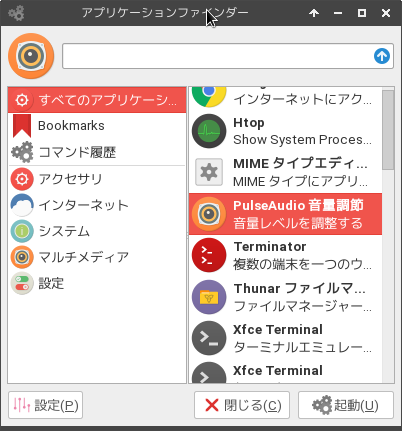 アプリケーションファインダー
すべてのアプリケーシ...
Bookmarks
コマンド履歴
アクセサリ
インターネット
システム
マルチメディア
設定
インターネットにアク...
Htop
Show System Proces...
MIME タイプエディ...
MIME タイプにアプリ...
PulseAudio 音量調節
音量レベルを調整する
Terminator
複数の端末を一つのウ...
Thunar ファイルマ...
ファイルマネージャー...
Xfce Terminal
ターミナルエミュレー...
Xfce Terminal
設定(P)
閉じる(C)
起動(U)